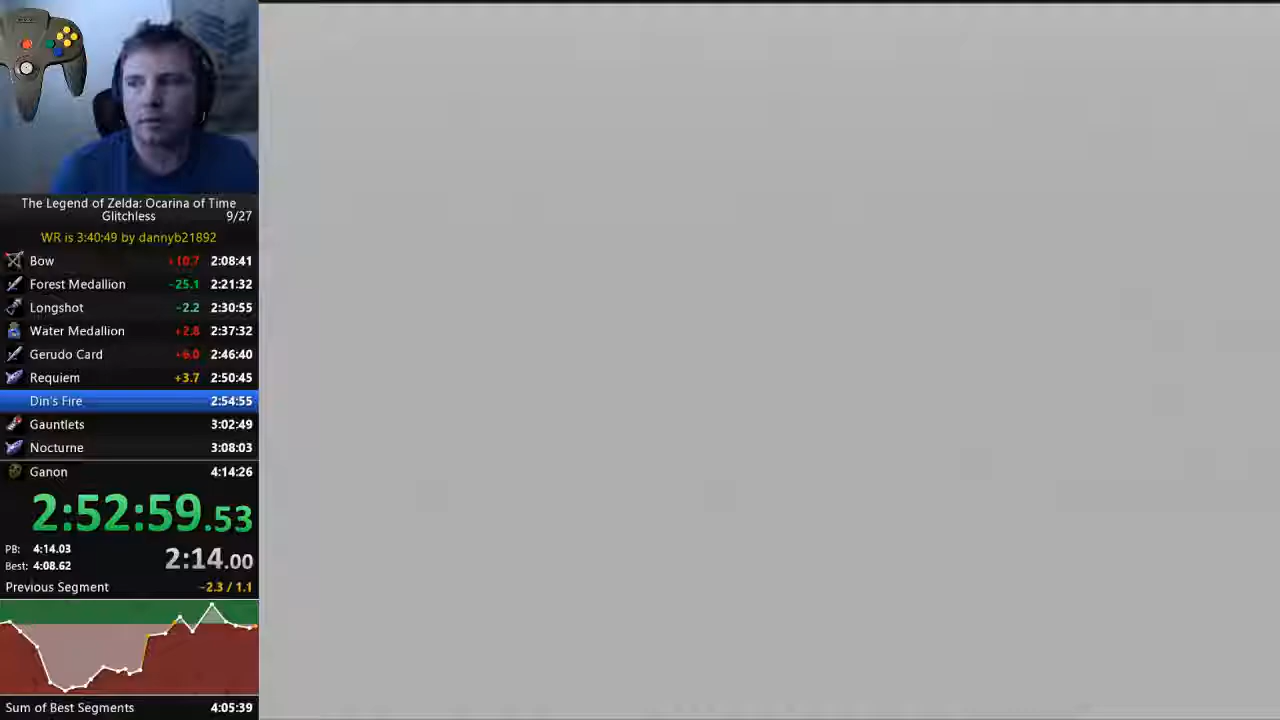 The Legend of Zelda: Ocarina of Time
Glitchless 9/27
WR is 3:40:49 by dannyb21892
Bow +10.7 2:08:41
Forest Medallion -25.1 2:21:32
Longshot -2.2 2:30:55
Water Medallion +2.8 2:37:32
Gerudo Card +6.0 2:46:40
Requiem +3.7 2:50:45
Din's Fire 2:54:55
Gauntlets 3:02:49
Nocturne 3:08:03
Ganon 4:14:26
2:52:59.53
PB: 4:14.03
2:14.00
Best: 4:08.62
Previous Segment -2.3 / 1.1
Sum of Best Segments 4:05:39